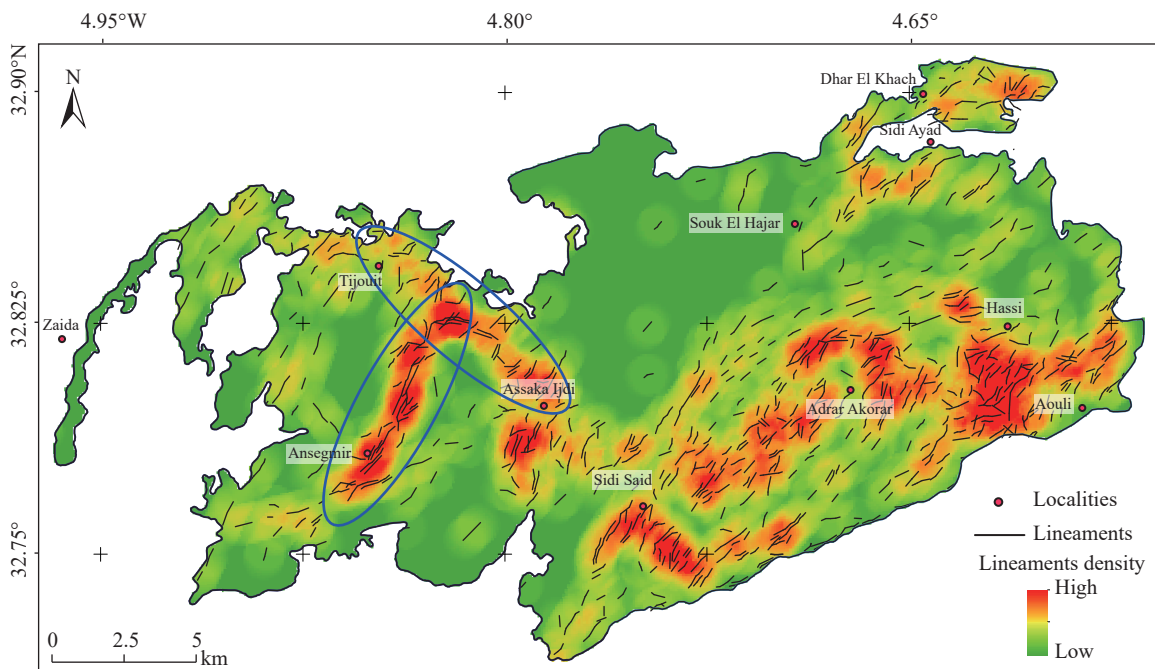 4.95°W
4.80°
4.65°
32.90°N
32.825°
32.75°
N
Dhar El Khach
Sidi Ayad
Souk El Hajar
Tijouit
Zaida
Hassi
Assaka Ijdi
Adrar Akorar
Aouli
Ansegmir
Sidi Said
Localities
Lineaments
Lineaments density
High
Low
0 2.5 5
km